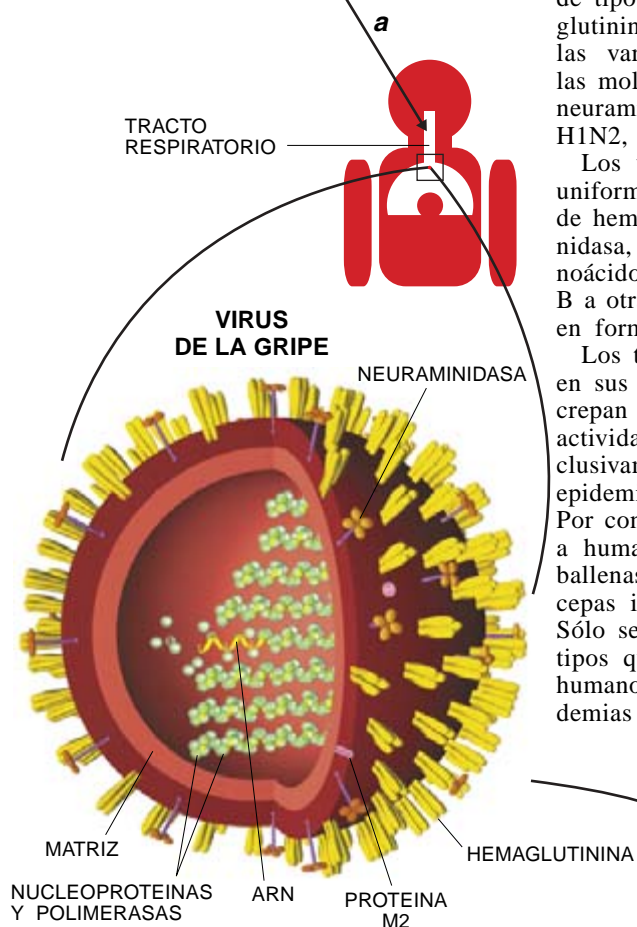 a
TRACTO
RESPIRATORIO
VIRUS
DE LA GRIPE
NEURAMINIDASA
MATRIZ
NUCLEOPROTEINAS
Y POLIMERASAS
ARN
PROTEINA
M2
HEMAGLUTININA
de tipo
glutinin
las var
las mol
neuram
H1N2,
Los
uniform
de hem
nidasa,
noácido
B a otr
en form
Los t
en sus
crepan
activida
clusivar
epidemi
Por con
a huma
ballenas
cepas i
Sólo se
tipos q
humano
demias